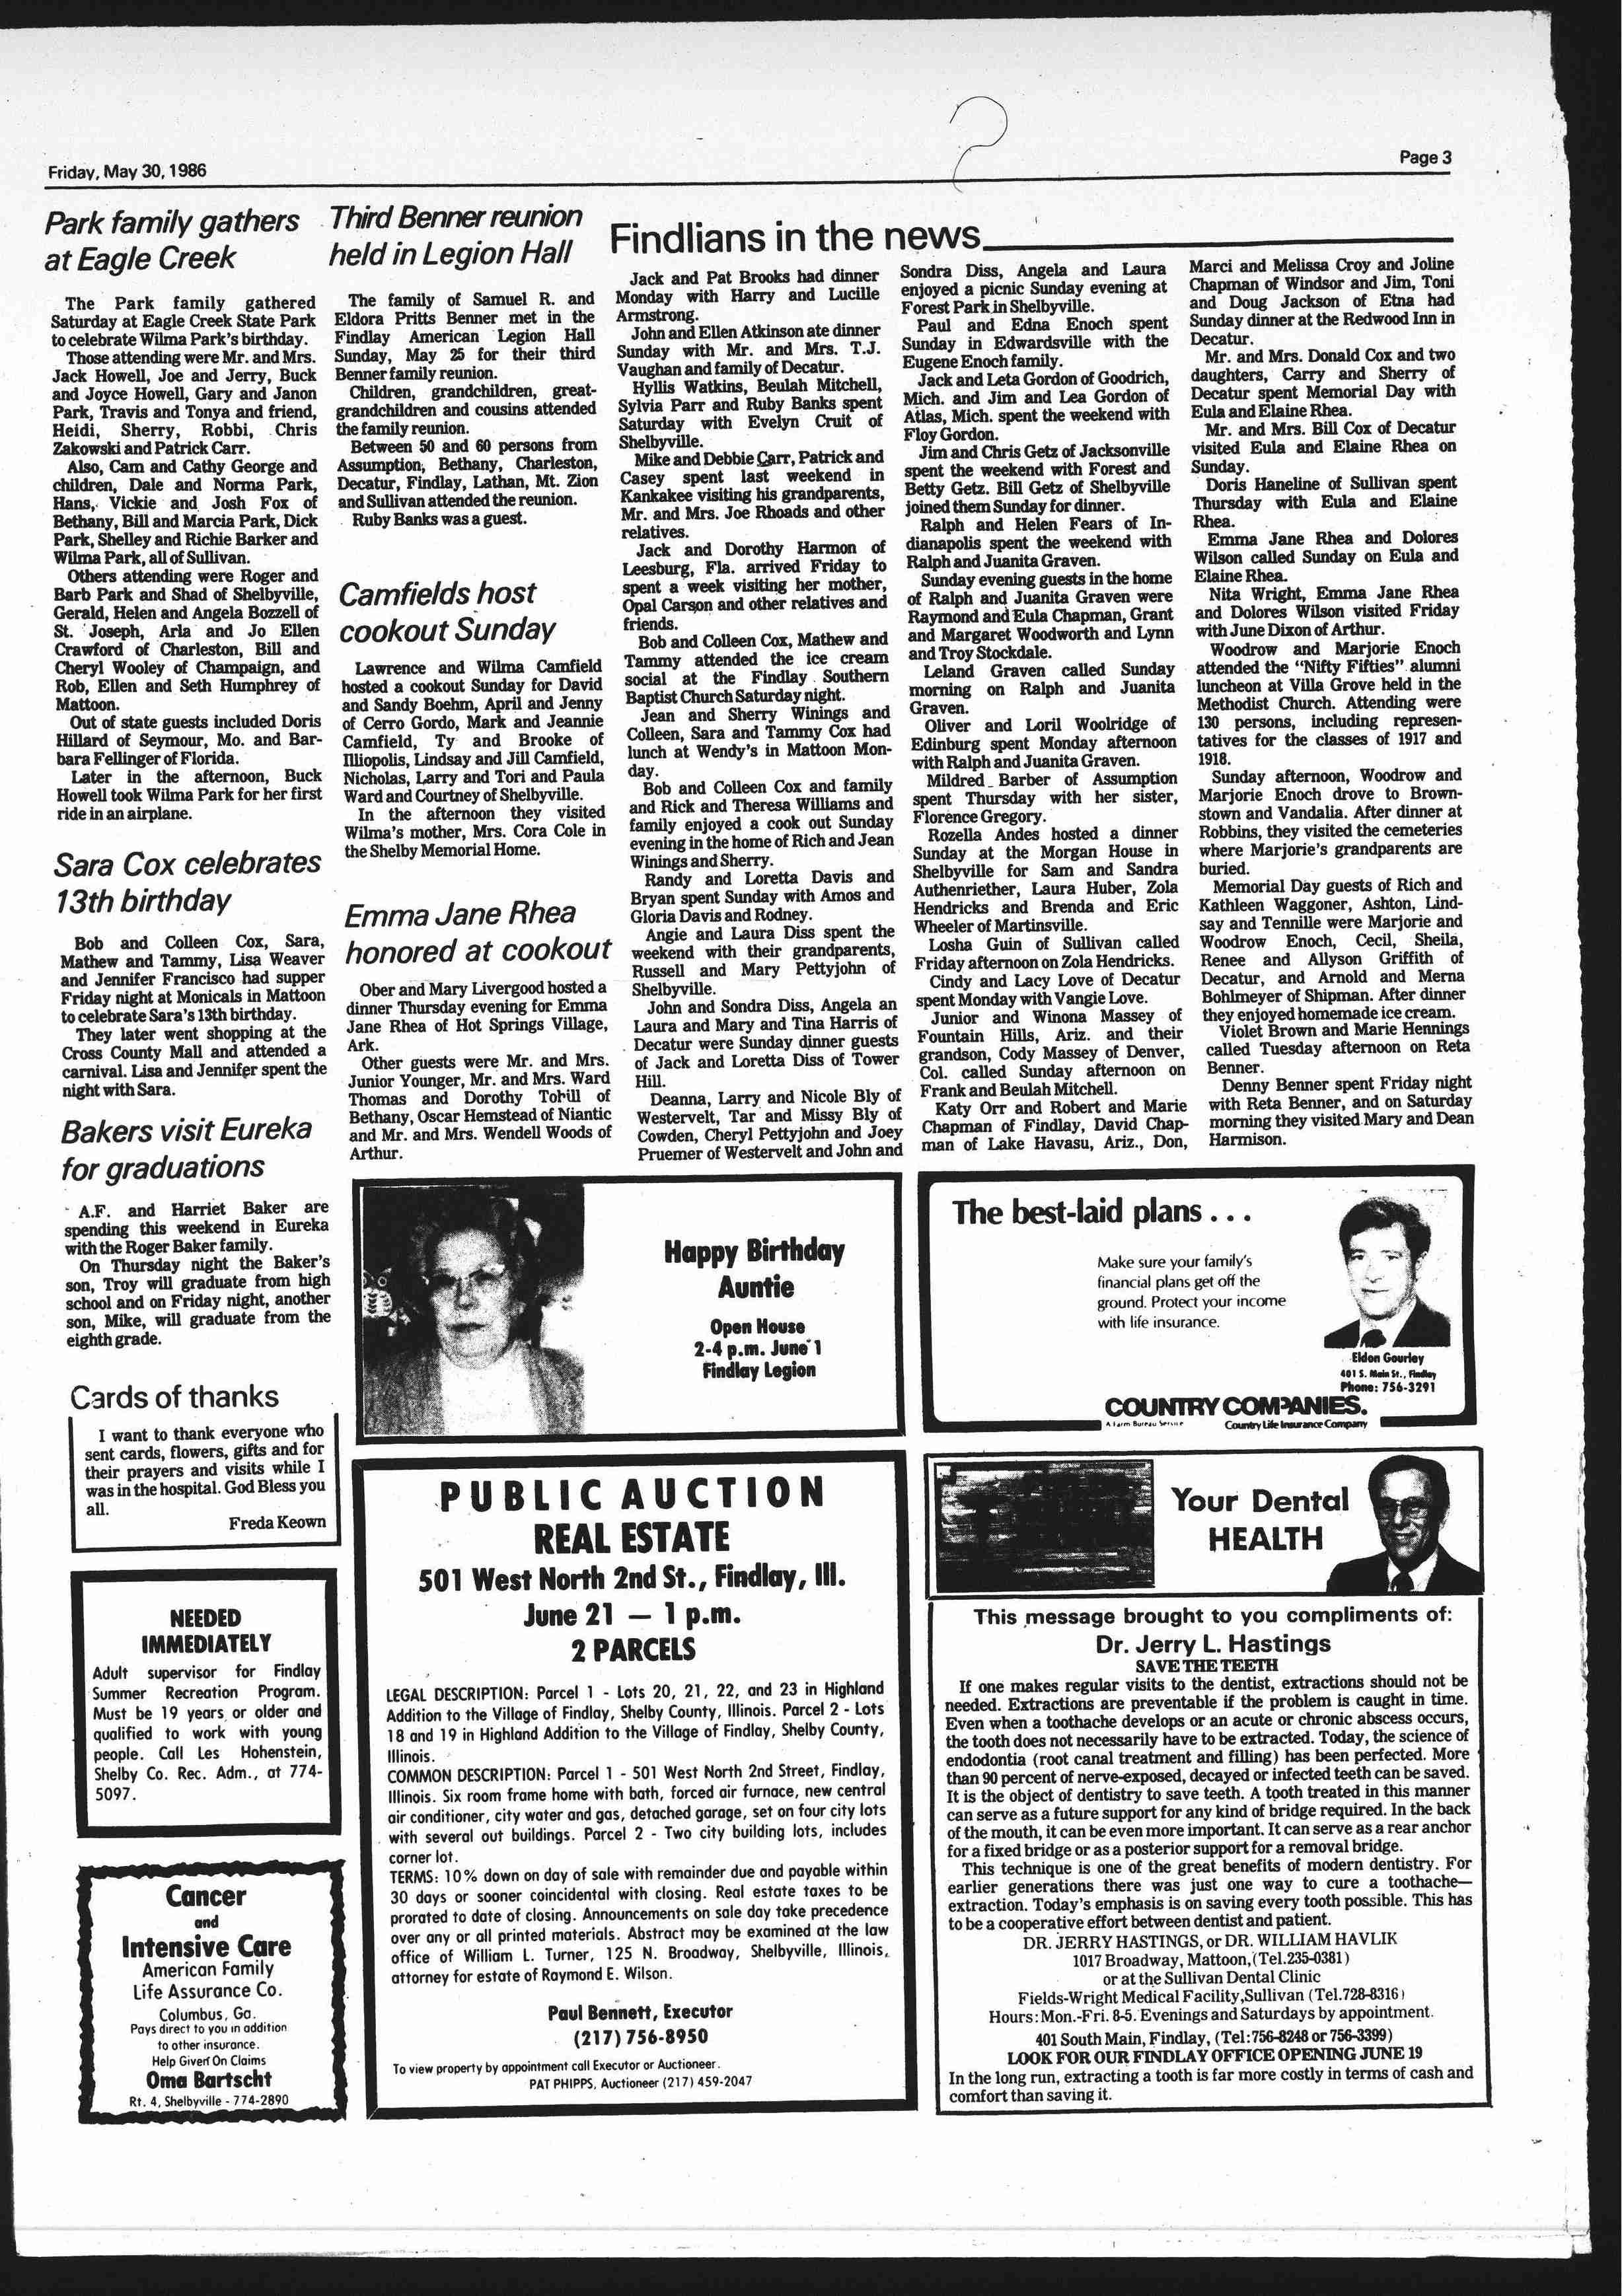 Friday, May 30, 1986
Page 3
Park family gathers
at Eagle Creek
The Park family gathered
Saturday at Eagle Creek State Park
to celebrate Wilma Park's birthday.
Those attending were Mr. and Mrs.
Jack Howell, Joe and Jerry, Buck
and Joyce Howell, Gary and Janon
Park, Travis and Tonya and friend,
Heidi, Sherry, Robbi, Chris
Zakowski and Patrick Carr.
Also, Cam and Cathy George and
children, Dale and Norma Park,
Hans, Vickie and Josh Fox of
Bethany, Bill and Marcia Park, Dick
Park, Shelley and Richie Barker and
Wilma Park, all of Sullivan.
Others attending were Roger and
Barb Park and Shad of Shelbyville,
Gerald, Helen and Angela Bozzell of
St. Joseph, Arla and Jo Ellen
Crawford of Charleston, Bill and
Cheryl Wooley of Champaign, and
Rob, Ellen and Seth Humphrey of
Mattoon.
Out of state guests included Doris
Hillard of Seymour, Mo. and Bar-
bara Fellinger of Florida.
Later in the afternoon, Buck
Howell took Wilma Park for her first
ride in an airplane.
Sara Cox celebrates
13th birthday
Bob and Colleen Cox, Sara,
Mathew and Tammy, Lisa Weaver
and Jennifer Francisco had supper
Friday night at Monicals in Mattoon
to celebrate Sara's 13th birthday.
They later went shopping at the
Cross County Mall and attended a
carnival. Lisa and Jennifer spent the
night with Sara.
Bakers visit Eureka
for graduations
A.F. and Harriet Baker are
spending this weekend in Eureka
with the Roger Baker family.
On Thursday night the Baker's
son, Troy will graduate from high
school and on Friday night, another
son, Mike, will graduate from the
eighth grade.
Cards of thanks
I want to thank everyone who
sent cards, flowers, gifts and for
their prayers and visits while I
was in the hospital. God Bless you
all.
Freda Keown
NEEDED
IMMEDIATELY
Adult supervisor for Findlay
Summer Recreation Program.
Must be 19 years or older and
qualified to work with young
people. Call Les Hohenstein,
Shelby Co. Rec. Adm., at 774-
5097.
Cancer
and
Intensive Care
American Family
Life Assurance Co.
Columbus, Ga.
Pays direct to you in addition
to other insurance.
Help Given On Claims
Oma Bartscht
Rt. 4, Shelbyville - 774-2890
Third Benner reunion
held in Legion Hall
The family of Samuel R. and
Eldora Pritts Benner met in the
Findlay American Legion Hall
Sunday, May 25 for their third
Benner family reunion.
Children, grandchildren, great-
grandchildren and cousins attended
the family reunion.
Between 50 and 60 persons from
Assumption, Bethany, Charleston,
Decatur, Findlay, Lathan, Mt. Zion
and Sullivan attended the reunion.
Ruby Banks was a guest.
Camfields host
cookout Sunday
Lawrence and Wilma Camfield
hosted a cookout Sunday for David
and Sandy Boehm, April and Jenny
of Cerro Gordo, Mark and Jeannie
Camfield, Ty and Brooke of
Illiopolis, Lindsay and Jill Camfield,
Nicholas, Larry and Tori and Paula
Ward and Courtney of Shelbyville.
In the afternoon they visited
Wilma's mother, Mrs. Cora Cole in
the Shelby Memorial Home.
Emma Jane Rhea
honored at cookout
Ober and Mary Livergood hosted a
dinner Thursday evening for Emma
Jane Rhea of Hot Springs Village,
Ark.
Other guests were Mr. and Mrs.
Junior Younger, Mr. and Mrs. Ward
Thomas and Dorothy Tohill of
Bethany, Oscar Hemstead of Niantic
and Mr. and Mrs. Wendell Woods of
Arthur.
Findlians in the news
Jack and Pat Brooks had dinner
Monday with Harry and Lucille
Armstrong.
John and Ellen Atkinson ate dinner
Sunday with Mr. and Mrs. T.J.
Vaughan and family of Decatur.
Hyllis Watkins, Beulah Mitchell,
Sylvia Parr and Ruby Banks spent
Saturday with Evelyn Cruit of
Shelbyville.
Mike and Debbie Carr, Patrick and
Casey spent last weekend in
Kankakee visiting his grandparents,
Mr. and Mrs. Joe Rhoads and other
relatives.
Jack and Dorothy Harmon of
Leesburg, Fla. arrived Friday to
spent a week visiting her mother,
Opal Carson and other relatives and
friends.
Bob and Colleen Cox, Mathew and
Tammy attended the ice cream
social at the Findlay Southern
Baptist Church Saturday night.
Jean and Sherry Winings and
Colleen, Sara and Tammy Cox had
lunch at Wendy's in Mattoon Mon-
day.
Bob and Colleen Cox and family
and Rick and Theresa Williams and
family enjoyed a cook out Sunday
evening in the home of Rich and Jean
Winings and Sherry.
Randy and Loretta Davis and
Bryan spent Sunday with Amos and
Gloria Davis and Rodney.
Angie and Laura Diss spent the
weekend with their grandparents,
Russell and Mary Pettyjohn of
Shelbyville.
John and Sondra Diss, Angela an
Laura and Mary and Tina Harris of
Decatur were Sunday dinner guests
of Jack and Loretta Diss of Tower
Hill.
Deanna, Larry and Nicole Bly of
Westervelt, Tar and Missy Bly of
Cowden, Cheryl Pettyjohn and Joey
Pruemer of Westervelt and John and
Sondra Diss, Angela and Laura
enjoyed a picnic Sunday evening at
Forest Park in Shelbyville.
Paul and Edna Enoch spent
Sunday in Edwardsville with the
Eugene Enoch family.
Jack and Leta Gordon of Goodrich,
Mich. and Jim and Lea Gordon of
Atlas, Mich. spent the weekend with
Floy Gordon.
Jim and Chris Getz of Jacksonville
spent the weekend with Forest and
Betty Getz. Bill Getz of Shelbyville
joined them Sunday for dinner.
Ralph and Helen Fears of In-
dianapolis spent the weekend with
Ralph and Juanita Graven.
Sunday evening guests in the home
of Ralph and Juanita Graven were
Raymond and Eula Chapman, Grant
and Margaret Woodworth and Lynn
and Troy Stockdale.
Leland Graven called Sunday
morning on Ralph and Juanita
Graven.
Oliver and Loril Woolridge of
Edinburg spent Monday afternoon
with Ralph and Juanita Graven.
Mildred Barber of Assumption
spent Thursday with her sister,
Florence Gregory.
Rozella Andes hosted a dinner
Sunday at the Morgan House in
Shelbyville for Sam and Sandra
Authenriether, Laura Huber, Zola
Hendricks and Brenda and Eric
Wheeler of Martinsville.
Losha Guin of Sullivan called
Friday afternoon on Zola Hendricks.
Cindy and Lacy Love of Decatur
spent Monday with Vangie Love.
Junior and Winona Massey of
Fountain Hills, Ariz. and their
grandson, Cody Massey of Denver,
Col. called Sunday afternoon on
Frank and Beulah Mitchell.
Katy Orr and Robert and Marie
Chapman of Findlay, David Chap-
man of Lake Havasu, Ariz., Don,
Marci and Melissa Croy and Joline
Chapman of Windsor and Jim, Toni
and Doug Jackson of Etna had
Sunday dinner at the Redwood Inn in
Decatur.
Mr. and Mrs. Donald Cox and two
daughters, Carry and Sherry of
Decatur spent Memorial Day with
Eula and Elaine Rhea.
Mr. and Mrs. Bill Cox of Decatur
visited Eula and Elaine Rhea on
Sunday.
Doris Haneline of Sullivan spent
Thursday with Eula and Elaine
Rhea.
Emma Jane Rhea and Dolores
Wilson called Sunday on Eula and
Elaine Rhea.
Nita Wright, Emma Jane Rhea
and Dolores Wilson visited Friday
with June Dixon of Arthur.
Woodrow and Marjorie Enoch
attended the "Nifty Fifties" alumni
luncheon at Villa Grove held in the
Methodist Church. Attending were
130 persons, including represen-
tatives for the classes of 1917 and
1918.
Sunday afternoon, Woodrow and
Marjorie Enoch drove to Brown-
stown and Vandalia. After dinner at
Robbins, they visited the cemeteries
where Marjorie's grandparents are
buried.
Memorial Day guests of Rich and
Kathleen Waggoner, Ashton, Lind-
say and Tennille were Marjorie and
Woodrow Enoch, Cecil, Sheila,
Renee and Allyson Griffith of
Decatur, and Arnold and Merna
Bohlmeyer of Shipman. After dinner
they enjoyed homemade ice cream.
Violet Brown and Marie Hennings
called Tuesday afternoon on Reta
Benner.
Denny Benner spent Friday night
with Reta Benner, and on Saturday
morning they visited Mary and Dean
Harmison.
Happy Birthday
Auntie
Open House
2-4 p.m. June 1
Findlay Legion
The best-laid plans . . .
Make sure your family's
financial plans get off the
ground. Protect your income
with life insurance.
Eldon Gourley
401 S. Main St., Findlay
Phone: 756-3291
COUNTRY COMPANIES.
A Farm Bureau Service
Country Life Insurance Company
PUBLIC AUCTION
REAL ESTATE
501 West North 2nd St., Findlay, Ill.
June 21 — 1 p.m.
2 PARCELS
LEGAL DESCRIPTION: Parcel 1 - Lots 20, 21, 22, and 23 in Highland
Addition to the Village of Findlay, Shelby County, Illinois. Parcel 2 - Lots
18 and 19 in Highland Addition to the Village of Findlay, Shelby County,
Illinois.
COMMON DESCRIPTION: Parcel 1 - 501 West North 2nd Street, Findlay,
Illinois. Six room frame home with bath, forced air furnace, new central
air conditioner, city water and gas, detached garage, set on four city lots
with several out buildings. Parcel 2 - Two city building lots, includes
corner lot.
TERMS: 10% down on day of sale with remainder due and payable within
30 days or sooner coincidental with closing. Real estate taxes to be
prorated to date of closing. Announcements on sale day take precedence
over any or all printed materials. Abstract may be examined at the law
office of William L. Turner, 125 N. Broadway, Shelbyville, Illinois,
attorney for estate of Raymond E. Wilson.
Paul Bennett, Executor
(217) 756-8950
To view property by appointment call Executor or Auctioneer.
PAT PHIPPS, Auctioneer (217) 459-2047
Your Dental
HEALTH
This message brought to you compliments of:
Dr. Jerry L. Hastings
SAVE THE TEETH
If one makes regular visits to the dentist, extractions should not be
needed. Extractions are preventable if the problem is caught in time.
Even when a toothache develops or an acute or chronic abscess occurs,
the tooth does not necessarily have to be extracted. Today, the science of
endodontia (root canal treatment and filling) has been perfected. More
than 90 percent of nerve-exposed, decayed or infected teeth can be saved.
It is the object of dentistry to save teeth. A tooth treated in this manner
can serve as a future support for any kind of bridge required. In the back
of the mouth, it can be even more important. It can serve as a rear anchor
for a fixed bridge or as a posterior support for a removal bridge.
This technique is one of the great benefits of modern dentistry. For
earlier generations there was just one way to cure a toothache—
extraction. Today's emphasis is on saving every tooth possible. This has
to be a cooperative effort between dentist and patient.
DR. JERRY HASTINGS, or DR. WILLIAM HAVLIK
1017 Broadway, Mattoon, (Tel.235-0381)
or at the Sullivan Dental Clinic
Fields-Wright Medical Facility, Sullivan (Tel.728-8316)
Hours: Mon.-Fri. 8-5. Evenings and Saturdays by appointment.
401 South Main, Findlay, (Tel:756-8248 or 756-3399)
LOOK FOR OUR FINDLAY OFFICE OPENING JUNE 19
In the long run, extracting a tooth is far more costly in terms of cash and
comfort than saving it.